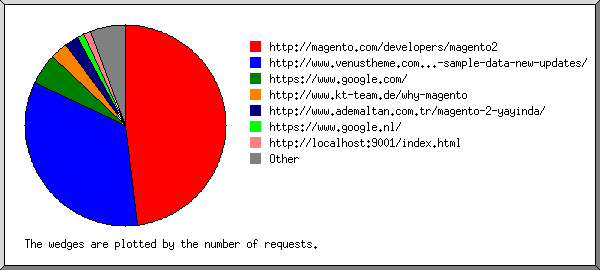 http://magento.com/developers/magento2
http://www.venustheme.com...-sample-data-new-updates/
https://www.google.com/
http://www.kt-team.de/why-magento
http://www.ademaltan.com.tr/magento-2-yayinda/
https://www.google.nl/
http://localhost:9001/index.html
Other
The wedges are plotted by the number of requests.